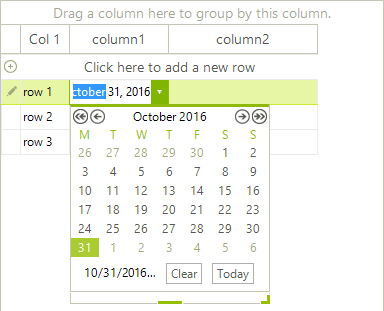 Drag a column here to group by this column.
Col 1 column1 column2
Click here to add a new row
row 1 ctober 31, 2016
row 2
row 3
October 2016
M T W T F S S
26 27 28 29 30 1 2
3 4 5 6 7 8 9
10 11 12 13 14 15 16
17 18 19 20 21 22 23
24 25 26 27 28 29 30
31 1 2 3 4 5 6
10/31/2016... Clear Today